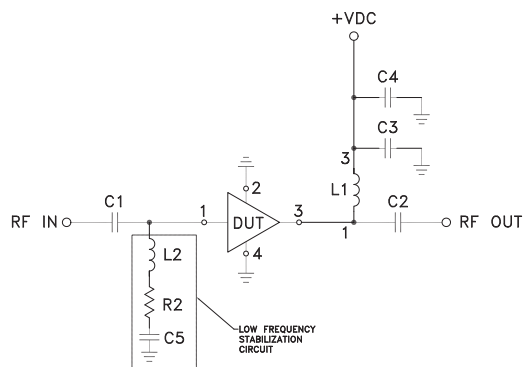 +VDC
C4
C3
3
L1
C1
2
1
DUT
3
C2
RF IN
RF OUT
1
4
L2
R2
C5
LOW FREQUENCY
STABILIZATION
CIRCUIT